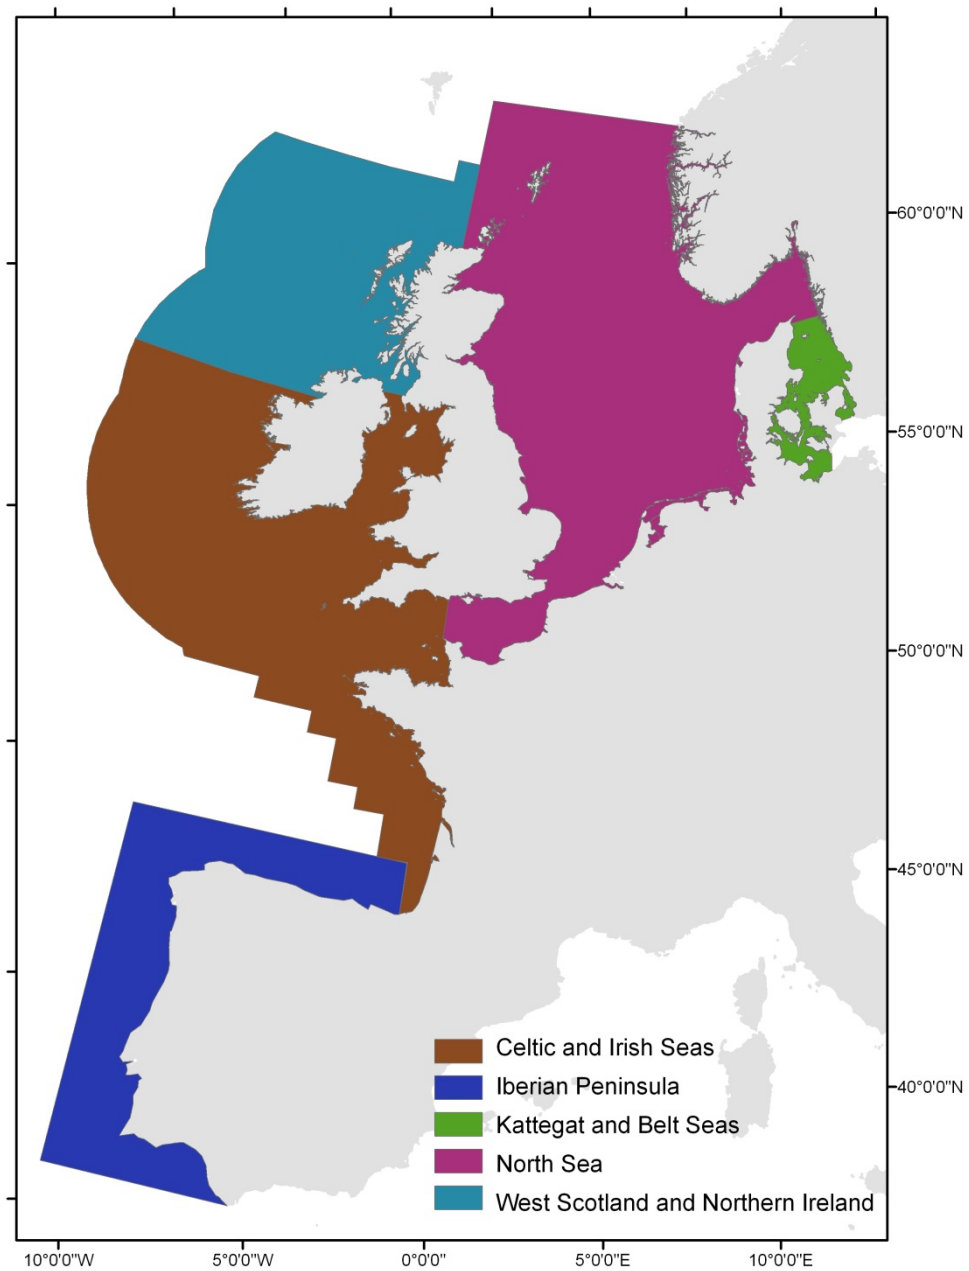 60°0'0"N
55°0'0"N
50°0'0"N
45°0'0"N
Celtic and Irish Seas
Iberian Peninsula
40°0'0"N
Kattegat and Belt Seas
North Sea
West Scotland and Northern Ireland
10°0'0"W 5°0'0"W 0°0'0" 5°0'0"E 10°0'0"E